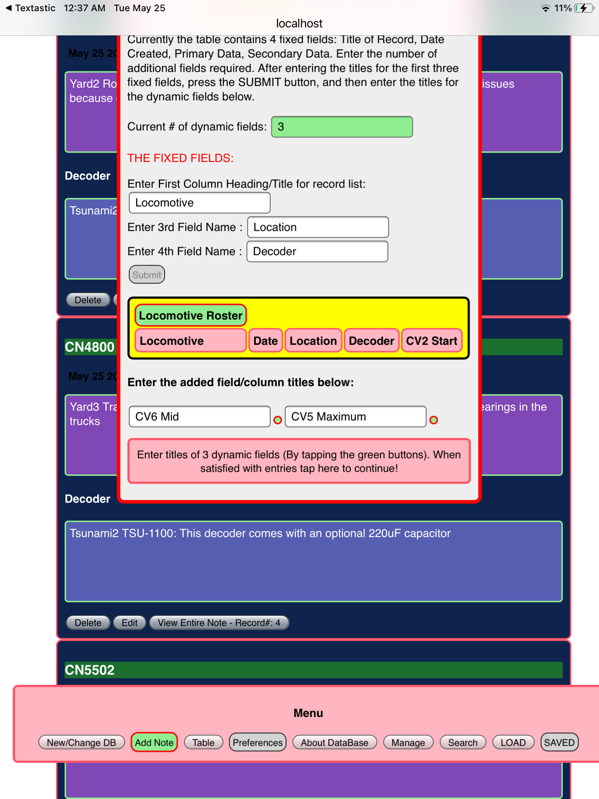 Textastic 12:37 AM Tue May 25 11%
localhost
Currently the table contains 4 fixed fields: Title of Record, Date
Created, Primary Data, Secondary Data. Enter the number of
additional fields required. After entering the titles for the first three
fixed fields, press the SUBMIT button, and then enter the titles for
the dynamic fields below.
May 25 20
Yard2 Ro issues
because
Current # of dynamic fields: 3
THE FIXED FIELDS:
Decoder
Enter First Column Heading/Title for record list:
Locomotive
Tsunami2
Enter 3rd Field Name : Location
Enter 4th Field Name : Decoder
Submit
Delete
Locomotive Roster
Locomotive Date Location Decoder CV2 Start
CN4800
May 25 20
Enter the added field/column titles below:
Yard3 Tra earings in the
trucks
CV6 Mid CV5 Maximum
Enter titles of 3 dynamic fields (By tapping the green buttons). When
satisfied with entries tap here to continue!
Decoder
Tsunami2 TSU-1100: This decoder comes with an optional 220uF capacitor
Delete Edit View Entire Note - Record#: 4
CN5502
Menu
New/Change DB Add Note Table Preferences About DataBase Manage Search LOAD SAVED